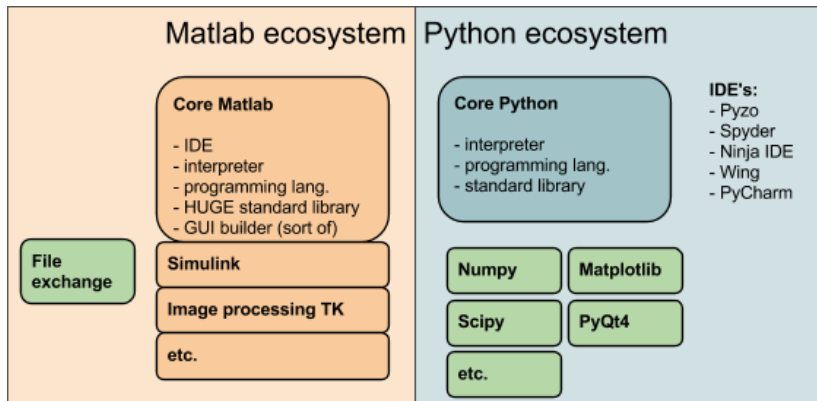 Matlab ecosystem
Core Matlab
- IDE
- interpreter
- programming lang.
- HUGE standard library
- GUI builder (sort of)
File
exchange
Simulink
Image processing TK
etc.
Python ecosystem
Core Python
- interpreter
- programming lang.
- standard library
IDE's:
- Pyzo
- Spyder
- Ninja IDE
- Wing
- PyCharm
Numpy
Matplotlib
Scipy
PyQt4
etc.